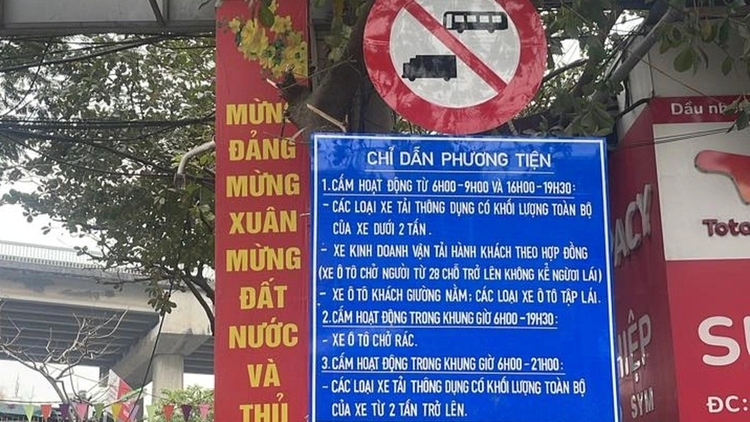 MỪNG
ĐẢNG
MỪNG
XUÂN
MỪNG
ĐẤT
NƯỚC
VÀ
THỦ
CHỈ DẪN PHƯƠNG TIỆN
1.CẤM HOẠT ĐỘNG TỪ 6H00-9H00 VÀ 16H00-19H30:
- CÁC LOẠI XE TẢI THÔNG DỤNG CÓ KHỐI LƯỢNG TOÀN BỘ
CỦA XE DƯỚI 2 TẤN.
- XE KINH DOANH VẬN TẢI HÀNH KHÁCH THEO HỢP ĐỒNG
(XE Ô TÔ CHỞ NGƯỜI TỪ 28 CHỖ TRỞ LÊN KHÔNG KỂ NGƯỜI LÁI)
- XE Ô TÔ KHÁCH GIƯỜNG NẰM; CÁC LOẠI XE Ô TÔ TẬP LÁI.
2.CẤM HOẠT ĐỘNG TRONG KHUNG GIỜ 6H00-19H30:
- XE Ô TÔ CHỞ RÁC.
3.CẤM HOẠT ĐỘNG TRONG KHUNG GIỜ 6H00-21H00:
- CÁC LOẠI XE TẢI THÔNG DỤNG CÓ KHỐI LƯỢNG TOÀN BỘ
CỦA XE TỪ 2 TẤN TRỞ LÊN.
Dầu nh
Tota
SYM
ĐC: